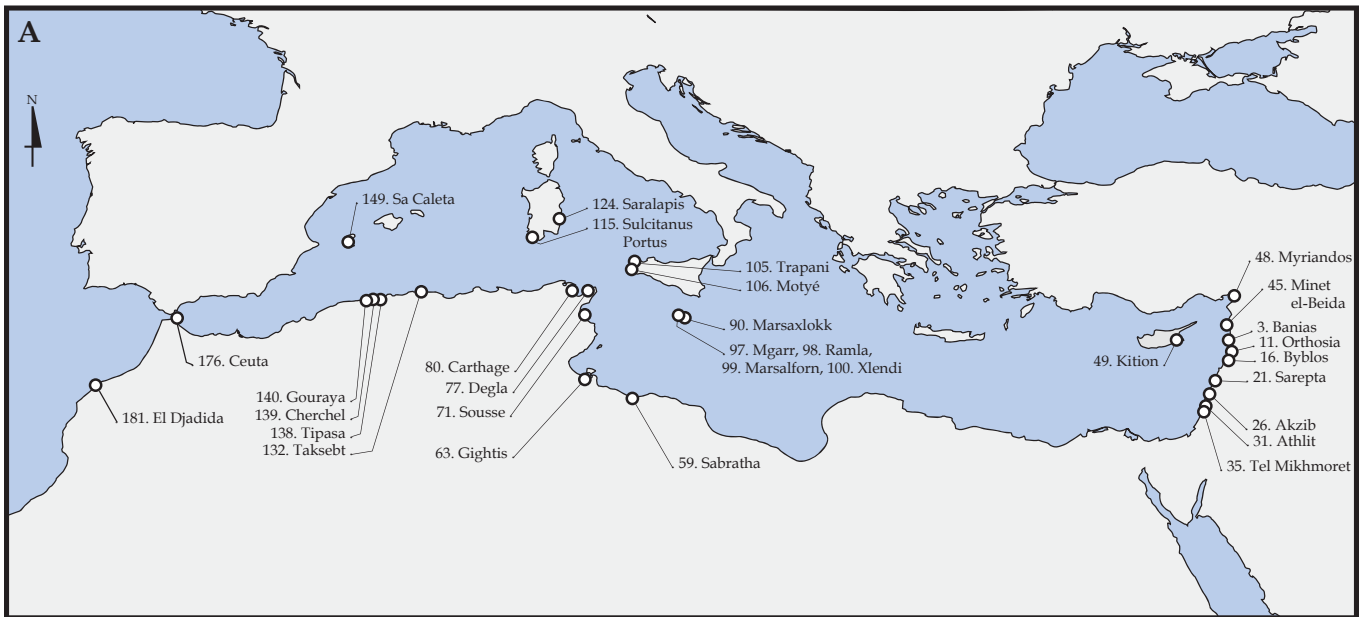 A
N
149. Sa Caleta
124. Saralapis
115. Sulcitanus
Portus
105. Trapani
106. Motyé
48. Myriandos
45. Minet
el-Beida
3. Banias
11. Orthosia
16. Byblos
21. Sarepta
49. Kition
90. Marsaxlokk
97. Mgarr, 98. Ramla,
99. Marsalforn, 100. Xlendi
176. Ceuta
80. Carthage
77. Degla
71. Sousse
63. Gightis
140. Gouraya
139. Cherchel
138. Tipasa
132. Taksebt
181. El Djadida
59. Sabratha
26. Akzib
31. Athlit
35. Tel Mikhmoret